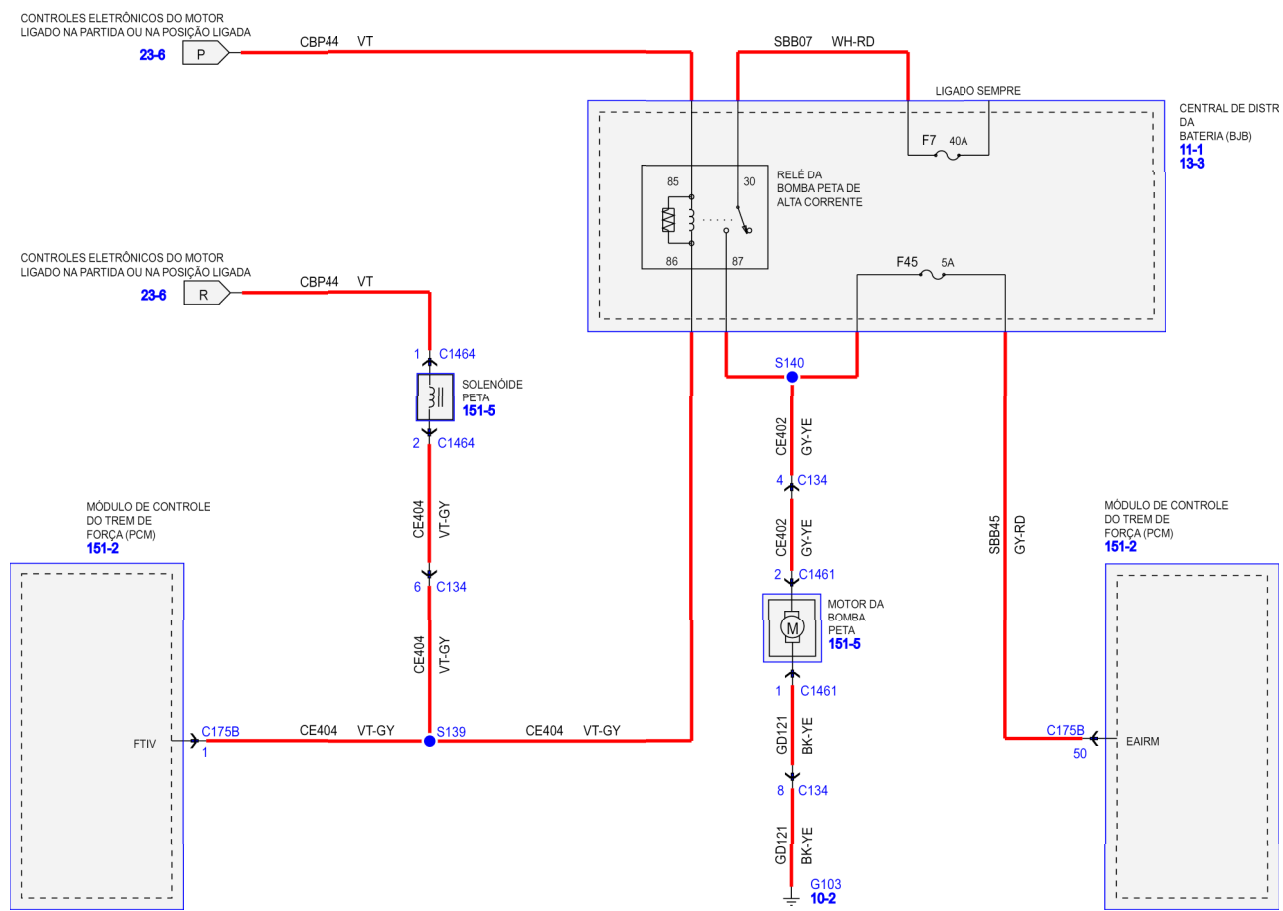 CONTROLES ELETRÔNICOS DO MOTOR
LIGADO NA PARTIDA OU NA POSIÇÃO LIGADA
23-6
P
CBP44 VT
SBB07 WH-RD
LIGADO SEMPRE
CENTRAL DE DISTR
DA
BATERIA (BJB)
11-1
13-3
F7 40A
85
30
RELÉ DA
BOMBA PETA DE
ALTA CORRENTE
86
87
F45 5A
CONTROLES ELETRÔNICOS DO MOTOR
LIGADO NA PARTIDA OU NA POSIÇÃO LIGADA
23-6
R
CBP44 VT
1 C1464
SOLENÓIDE
PETA
151-5
2 C1464
S140
CE402
GY-YE
4 C134
CE404
VT-GY
CE402
GY-YE
SBB45
GY-RD
MÓDULO DE CONTROLE
DO TREM DE
FORÇA (PCM)
151-2
MÓDULO DE CONTROLE
DO TREM DE
FORÇA (PCM)
151-2
6 C134
2 C1461
MOTOR DA
BOMBA
PETA
151-5
M
CE404
VT-GY
1 C1461
FTIV
C175B
1
CE404 VT-GY
S139
CE404 VT-GY
GD121
BK-YE
C175B
50
EAIRM
8 C134
GD121
BK-YE
G103
10-2